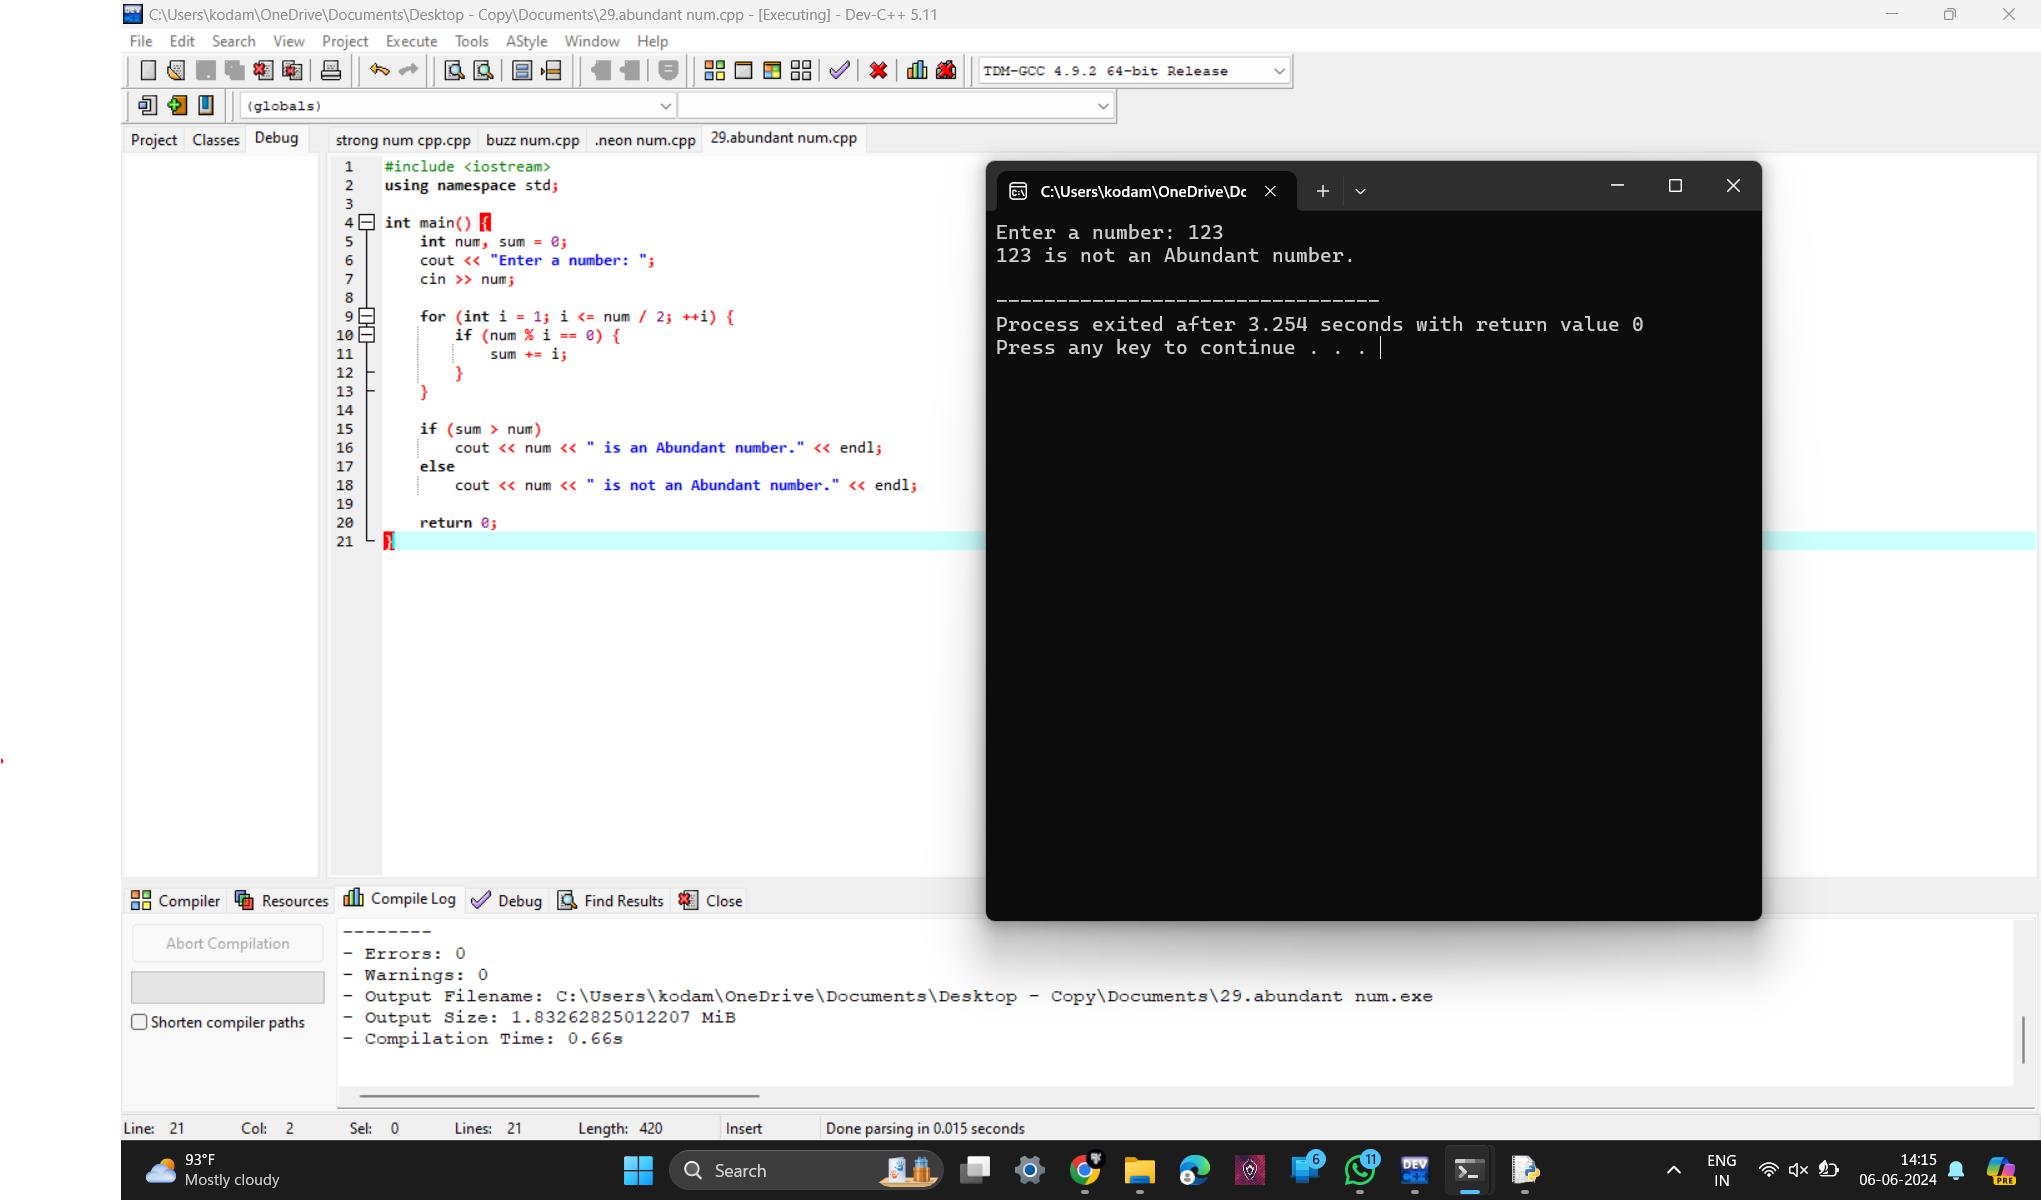 C:\Users\kodam\OneDrive\Documents\Desktop - Copy\Documents\29.abundant num.cpp - [Executing] - Dev-C++ 5.11
File Edit Search View Project Execute Tools AStyle Window Help
TDM-GCC 4.9.2 64-bit Release
(globals)
Project Classes Debug
strong num cpp.cpp buzz num.cpp .neon num.cpp 29.abundant num.cpp
1 #include <iostream>
2 using namespace std;
3
4 int main() {
5 int num, sum = 0;
6 cout << "Enter a number: ";
7 cin >> num;
8
9 for (int i = 1; i <= num / 2; ++i) {
10 if (num % i == 0) {
11 sum += i;
12 }
13 }
14
15 if (sum > num)
16 cout << num << " is an Abundant number." << endl;
17 else
18 cout << num << " is not an Abundant number." << endl;
19
20 return 0;
21 }
C:\Users\kodam\OneDrive\Dc
Enter a number: 123
123 is not an Abundant number.
--------------------------------
Process exited after 3.254 seconds with return value 0
Press any key to continue . . .
Compiler Resources Compile Log Debug Find Results Close
Abort Compilation
Shorten compiler paths
--------
- Errors: 0
- Warnings: 0
- Output Filename: C:\Users\kodam\OneDrive\Documents\Desktop - Copy\Documents\29.abundant num.exe
- Output Size: 1.83262825012207 MiB
- Compilation Time: 0.66s
Line: 21 Col: 2 Sel: 0 Lines: 21 Length: 420 Insert Done parsing in 0.015 seconds
93°F
Mostly cloudy
Search
6
11
DEV
ENG
IN
14:15
06-06-2024
PRE